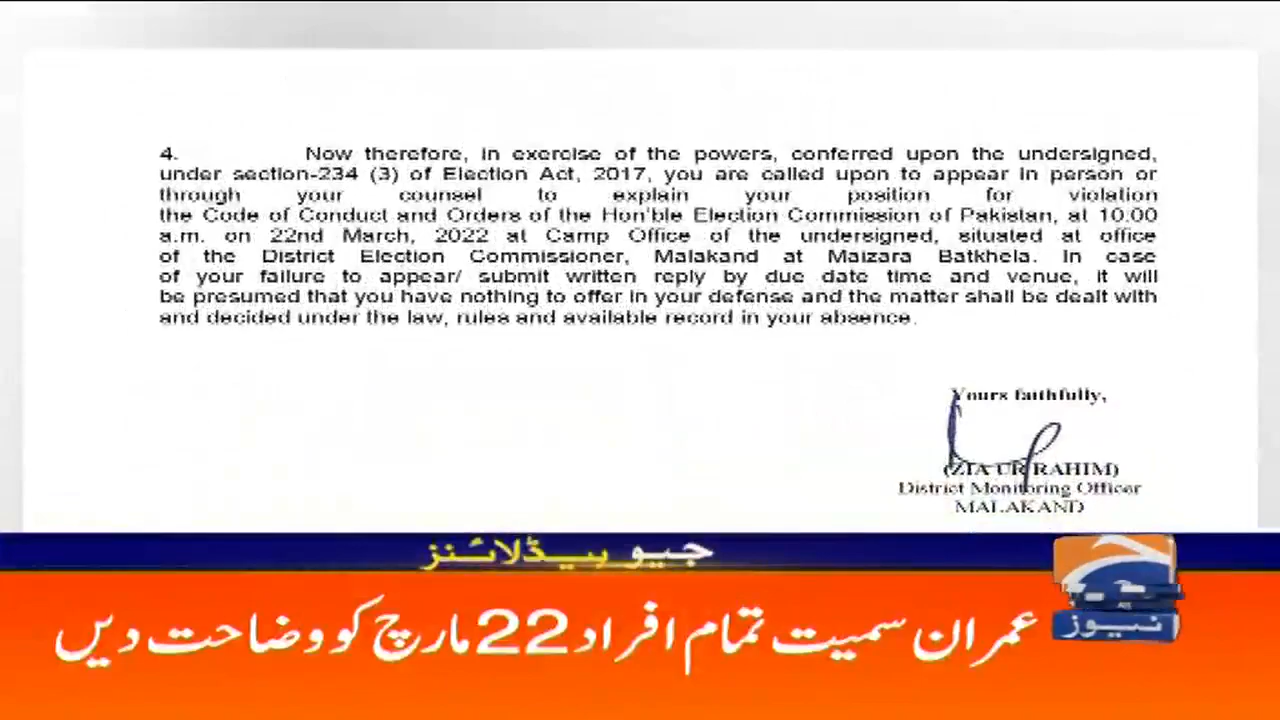 4. Now therefore, in exercise of the powers, conferred upon the undersigned,
under section-234 (3) of Election Act, 2017, you are called upon to appear in person or
through your counsel to explain your position for violation
the Code of Conduct and Orders of the Hon'ble Election Commission of Pakistan, at 10.00
a.m. on 22nd March, 2022 at Camp Office of the undersigned, situated at office
of the District Election Commissioner, Malakand at Maizara Batkhela. In case
of your failure to appear/ submit written reply by due date time and venue, it will
be presumed that you have nothing to offer in your defense and the matter shall be dealt with
and decided under the law, rules and available record in your absence.
Yours faithfully,
(ZIA UR RAHIM)
District Monitoring Officer
MALAKAND
جیو ہیڈلائنز
عمران سمیت تمام افراد 22 مارچ کو وضاحت دیں
نیوز